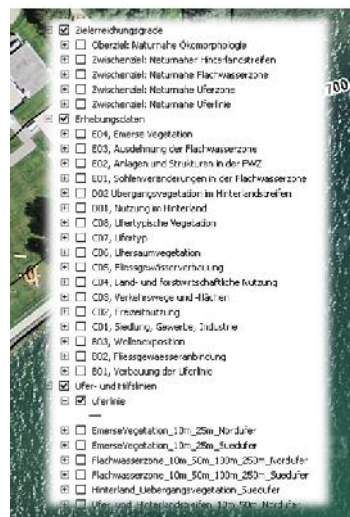 Zielerreichungsgrade
Oberziel: Naturnahe Ökomorphologie
Zwischenziel: Naturnaher Hinterlandstreifen
Zwischenziel: Naturnahe Flachwasserzone
Zwischenziel: Naturnahe Uferzone
Zwischenziel: Naturnahe Uferlinie
700
Erhebungsdaten
E04, Emerse Vegetation
E03, Ausdehnung der Flachwasserzone
E02, Anlagen und Strukturen in der FWZ
E01, Sohlenveränderungen in der Flachwasserzone
D02 Übergangsvegetation im Hinterlandstreifen
D01, Nutzung im Hinterland
C08, Ufertypische Vegetation
C07, Ufertyp
C06, Ufersaumvegetation
C05, Fliessgewässerverbauung
C04, Land- und forstwirtschaftliche Nutzung
C03, Verkehrswege und -flächen
C02, Freizeitnutzung
C01, Siedlung, Gewerbe, Industrie
B03, Wellenexposition
B02, Fliessgewaesseranbindung
B01, Verbauung der Uferlinie
Ufer- und Hilfslinien
uferlinie
EmerseVegetation_10m_25m_Nordufer
EmerseVegetation_10m_25m_Suedufer
Flachwasserzone_10m_50m_100m_250m_Nordufer
Flachwasserzone_10m_50m_100m_250m_Suedufer
Hinterland_Uebergangsvegetation_Suedufer
Ufer_und_Hinterlandstreifen_10m_50m_Nordufer